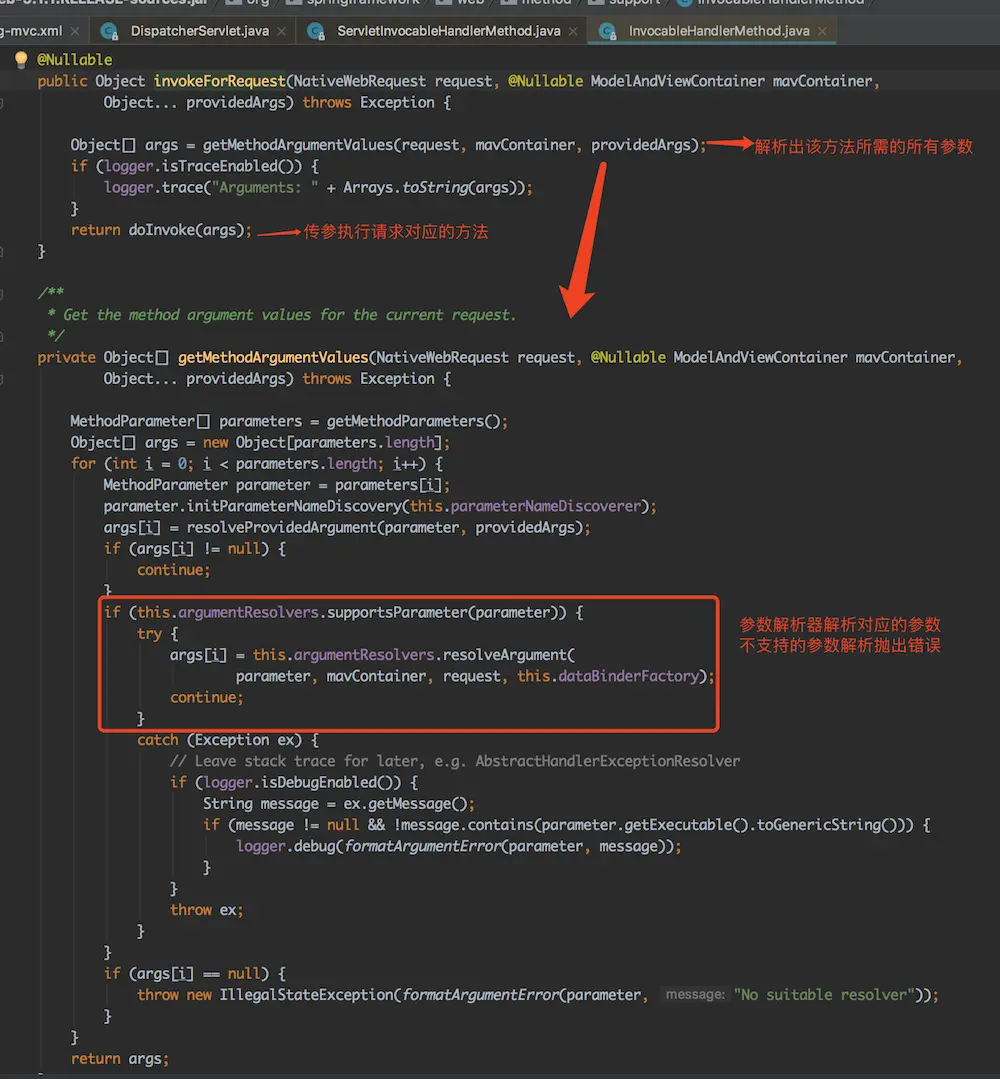 eb-5.1.1.RELEASE-sources.jar org springframework web method support InvocableHandlerMethod
g-mvc.xml DispatcherServlet.java ServletInvocableHandlerMethod.java InvocableHandlerMethod.java
@Nullable
public Object invokeForRequest(NativeWebRequest request, @Nullable ModelAndViewContainer mavContainer,
Object... providedArgs) throws Exception {
Object[] args = getMethodArgumentValues(request, mavContainer, providedArgs); 解析出该方法所需的所有参数
if (logger.isTraceEnabled()) {
logger.trace("Arguments: " + Arrays.toString(args));
}
return doInvoke(args); 传参执行请求对应的方法
}
/**
* Get the method argument values for the current request.
*/
private Object[] getMethodArgumentValues(NativeWebRequest request, @Nullable ModelAndViewContainer mavContainer,
Object... providedArgs) throws Exception {
MethodParameter[] parameters = getMethodParameters();
Object[] args = new Object[parameters.length];
for (int i = 0; i < parameters.length; i++) {
MethodParameter parameter = parameters[i];
parameter.initParameterNameDiscovery(this.parameterNameDiscoverer);
args[i] = resolveProvidedArgument(parameter, providedArgs);
if (args[i] != null) {
continue;
}
if (this.argumentResolvers.supportsParameter(parameter)) {
参数解析器解析对应的参数
try {
不支持的参数解析抛出错误
args[i] = this.argumentResolvers.resolveArgument(
parameter, mavContainer, request, this.dataBinderFactory);
continue;
}
catch (Exception ex) {
// Leave stack trace for later, e.g. AbstractHandlerExceptionResolver
if (logger.isDebugEnabled()) {
String message = ex.getMessage();
if (message != null && !message.contains(parameter.getExecutable().toGenericString())) {
logger.debug(formatArgumentError(parameter, message));
}
}
throw ex;
}
}
if (args[i] == null) {
throw new IllegalStateException(formatArgumentError(parameter, message: "No suitable resolver"));
}
}
return args;